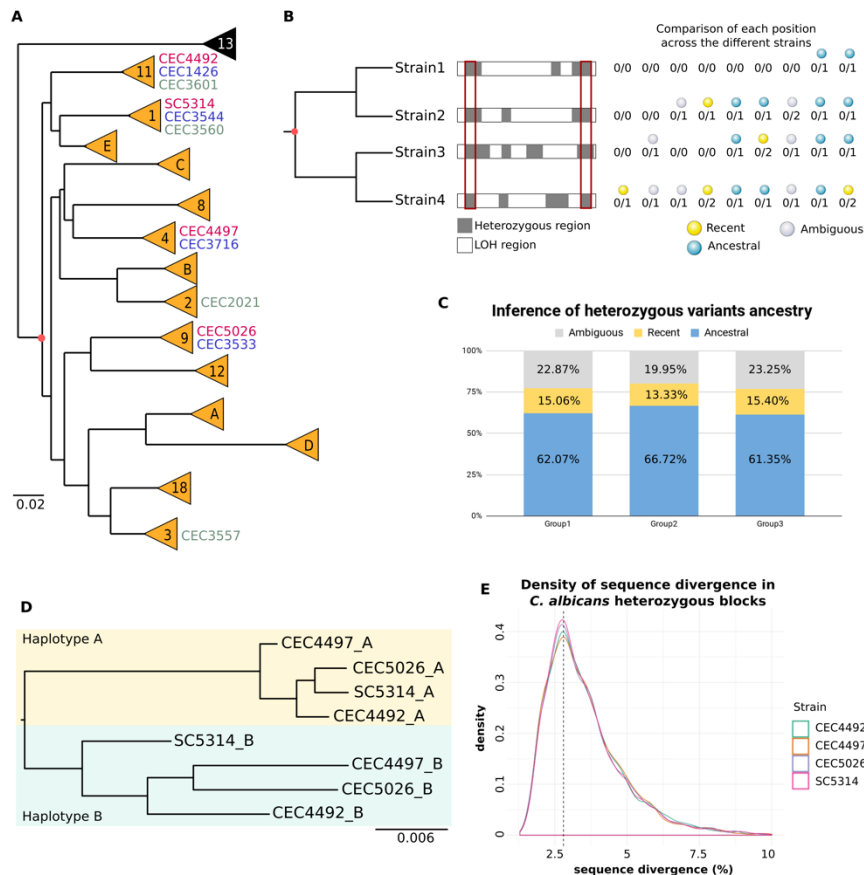 A
13
11
CEC4492
CEC1426
CEC3601
1
SC5314
CEC3544
CEC3560
E
C
8
4
CEC4497
CEC3716
B
2
CEC2021
9
CEC5026
CEC3533
12
A
D
18
3
CEC3557
0.02
B
Comparison of each position
across the different strains
Strain1
0/0 0/0 0/0 0/0 0/0 0/0 0/0 0/1 0/1
Strain2
0/0 0/0 0/1 0/1 0/1 0/1 0/2 0/1 0/1
Strain3
0/0 0/1 0/0 0/0 0/1 0/2 0/1 0/1 0/1
Strain4
0/1 0/1 0/1 0/2 0/1 0/1 0/1 0/1 0/2
Heterozygous region
LOH region
Recent
Ambiguous
Ancestral
C
Inference of heterozygous variants ancestry
Ambiguous Recent Ancestral
100%
75%
50%
25%
0%
22.87% 19.95% 23.25%
15.06% 13.33% 15.40%
62.07% 66.72% 61.35%
Group1 Group2 Group3
D
Haplotype A
CEC4497_A
CEC5026_A
SC5314_A
CEC4492_A
SC5314_B
CEC4497_B
CEC5026_B
CEC4492_B
Haplotype B
0.006
E
Density of sequence divergence in
C. albicans heterozygous blocks
density
0.4
0.3
0.2
0.1
0
2.5 5 7.5 10
sequence divergence (%)
Strain
CEC4492
CEC4497
CEC5026
SC5314